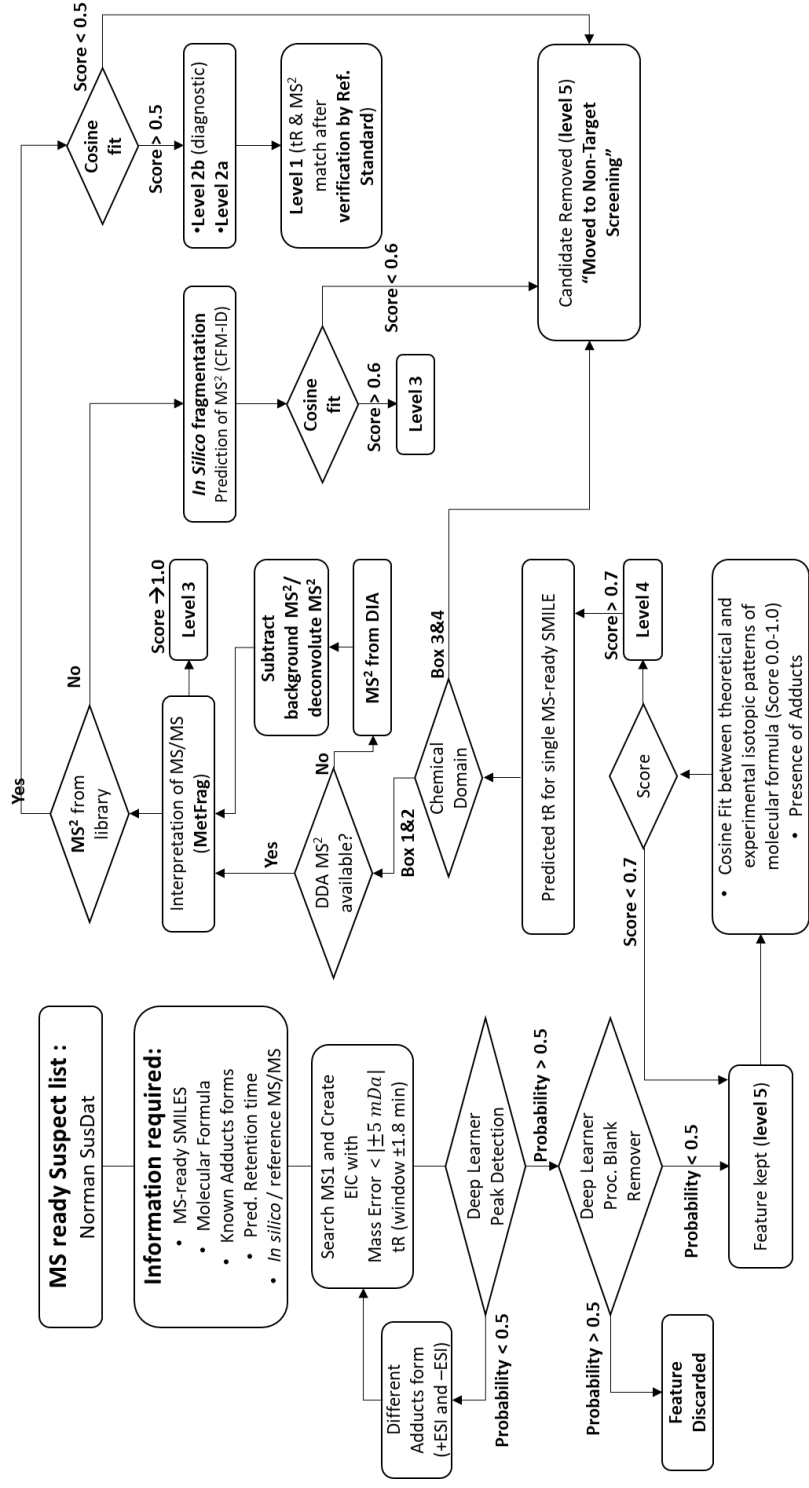 MS ready Suspect list :
Norman SusDat
Information required:
• MS-ready SMILES
• Molecular Formula
• Known Adducts forms
• Pred. Retention time
• In silico / reference MS/MS
Search MS1 and Create
EIC with
Mass Error < |±5 mDa|
tR (window ±1.8 min)
Different
Adducts form
(+ESI and –ESI)
Probability < 0.5
Deep Learner
Peak Detection
Probability > 0.5
Deep Learner
Proc. Blank
Remover
Probability > 0.5
Feature
Discarded
Probability < 0.5
Feature kept (level 5)
• Cosine Fit between theoretical and
experimental isotopic patterns of
molecular formula (Score 0.0-1.0)
• Presence of Adducts
Score
Score < 0.7
Score> 0.7
Level 4
Predicted tR for single MS-ready SMILE
Chemical
Domain
Box 1&2
Box 3&4
DDA MS²
available?
Yes
No
MS² from DIA
Subtract
background MS²/
deconvolute MS²
Interpretation of MS/MS
(MetFrag)
Score →1.0
Level 3
MS² from
library
Yes
No
In Silico fragmentation
Prediction of MS² (CFM-ID)
Cosine
fit
Score > 0.6
Level 3
Score < 0.6
Cosine
fit
Score < 0.5
Score > 0.5
•Level 2b (diagnostic)
•Level 2a
Level 1 (tR & MS²
match after
verification by Ref.
Standard)
Candidate Removed (level 5)
“Moved to Non-Target
Screening”